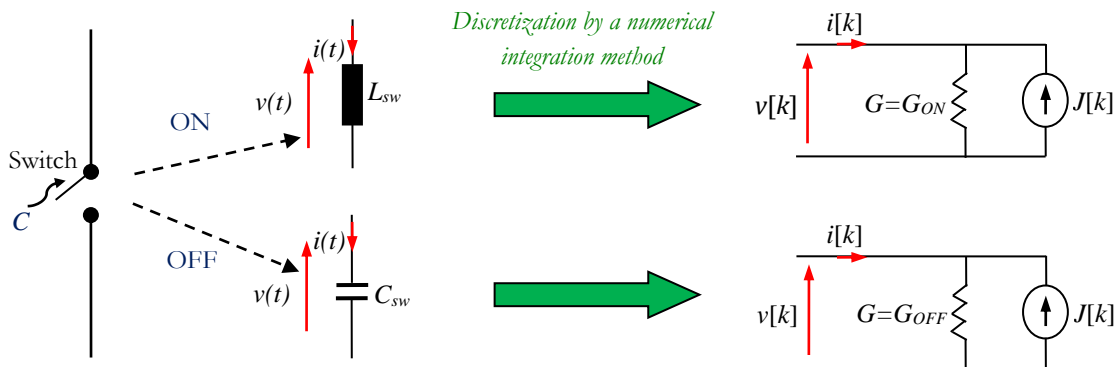 Discretization by a numerical
integration method
i(t)
v(t)
L_sw
ON
Switch
C
OFF
i(t)
v(t)
C_sw
i[k]
v[k]
G=G_ON
J[k]
i[k]
v[k]
G=G_OFF
J[k]